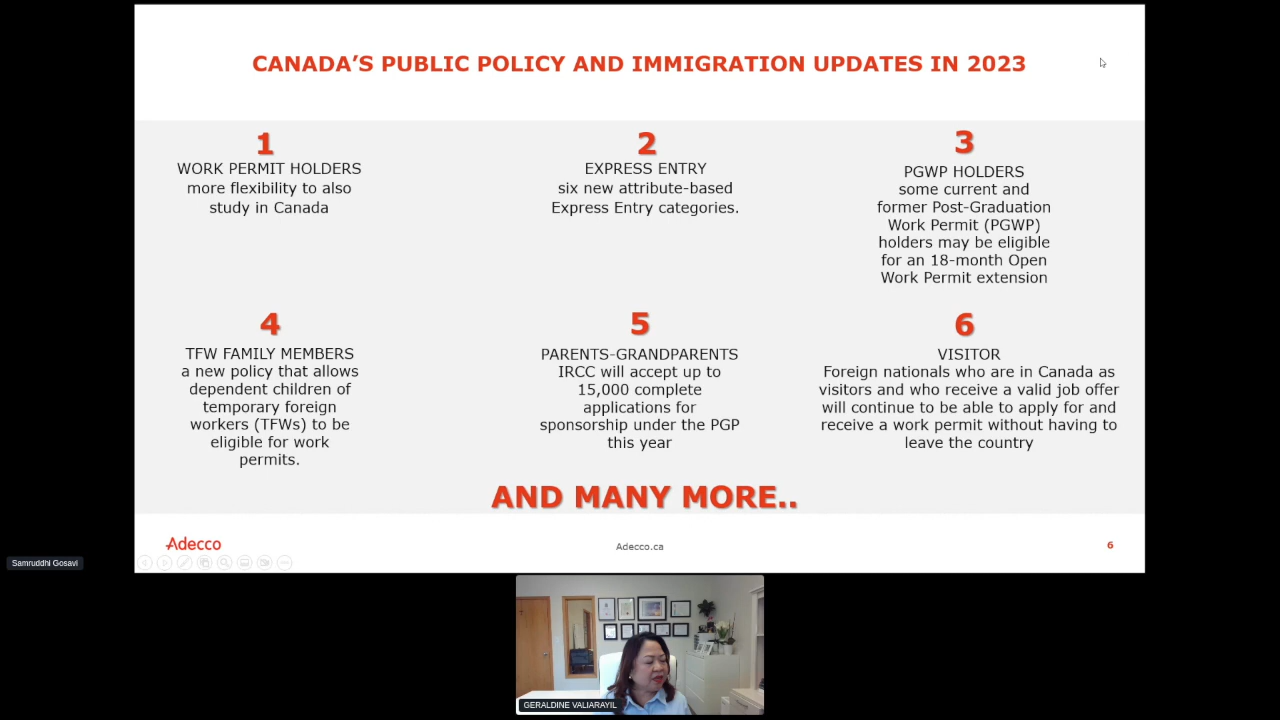 CANADA’S PUBLIC POLICY AND IMMIGRATION UPDATES IN 2023
1
WORK PERMIT HOLDERS
more flexibility to also
study in Canada
2
EXPRESS ENTRY
six new attribute-based
Express Entry categories.
3
PGWP HOLDERS
some current and
former Post-Graduation
Work Permit (PGWP)
holders may be eligible
for an 18-month Open
Work Permit extension
4
TFW FAMILY MEMBERS
a new policy that allows
dependent children of
temporary foreign
workers (TFWs) to be
eligible for work
permits.
5
PARENTS-GRANDPARENTS
IRCC will accept up to
15,000 complete
applications for
sponsorship under the PGP
this year
6
VISITOR
Foreign nationals who are in Canada as
visitors and who receive a valid job offer
will continue to be able to apply for and
receive a work permit without having to
leave the country
AND MANY MORE..
Adecco
Adecco.ca
6
Samruddhi Gosavi
GERALDINE VALIARAYIL